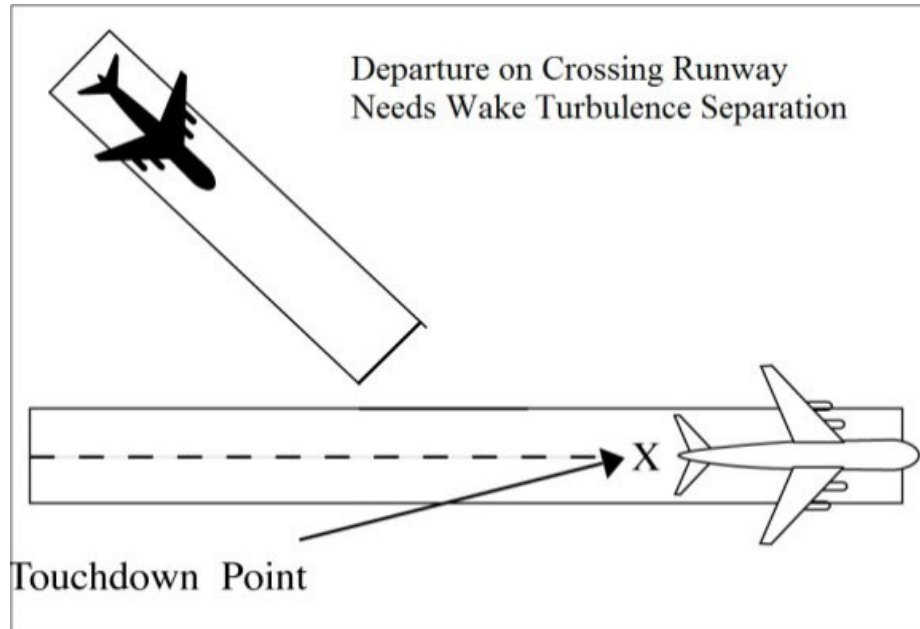 Departure on Crossing Runway
Needs Wake Turbulence Separation
X
Touchdown Point